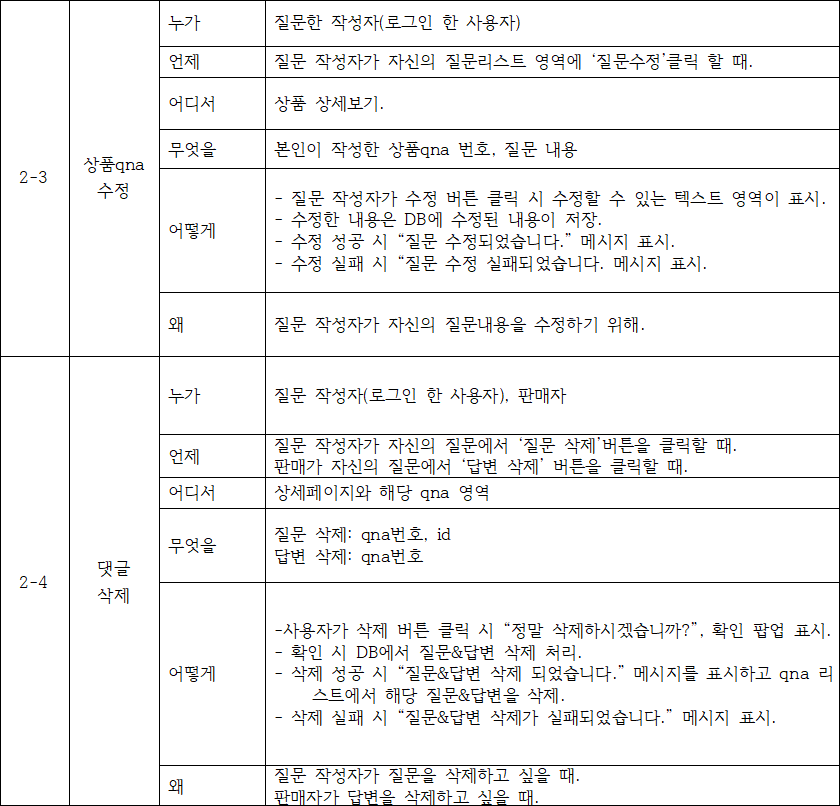 2-3
상품qna
수정
누가
질문한 작성자(로그인 한 사용자)
언제
질문 작성자가 자신의 질문리스트 영역에 ‘질문수정’클릭 할 때.
어디서
상품 상세보기.
무엇을
본인이 작성한 상품qna 번호, 질문 내용
어떻게
- 질문 작성자가 수정 버튼 클릭 시 수정할 수 있는 텍스트 영역이 표시.
- 수정한 내용은 DB에 수정된 내용이 저장.
- 수정 성공 시 “질문 수정되었습니다.” 메시지 표시.
- 수정 실패 시 “질문 수정 실패되었습니다. 메시지 표시.
왜
질문 작성자가 자신의 질문내용을 수정하기 위해.
2-4
댓글
삭제
누가
질문 작성자(로그인 한 사용자), 판매자
언제
질문 작성자가 자신의 질문에서 ‘질문 삭제’버튼을 클릭할 때.
판매가 자신의 질문에서 ‘답변 삭제’ 버튼을 클릭할 때.
어디서
상세페이지와 해당 qna 영역
무엇을
질문 삭제: qna번호, id
답변 삭제: qna번호
어떻게
-사용자가 삭제 버튼 클릭 시 “정말 삭제하시겠습니까?”, 확인 팝업 표시.
- 확인 시 DB에서 질문&답변 삭제 처리.
- 삭제 성공 시 “질문&답변 삭제 되었습니다.” 메시지를 표시하고 qna 리
스트에서 해당 질문&답변을 삭제.
- 삭제 실패 시 “질문&답변 삭제가 실패되었습니다.” 메시지 표시.
왜
질문 작성자가 질문을 삭제하고 싶을 때.
판매자가 답변을 삭제하고 싶을 때.